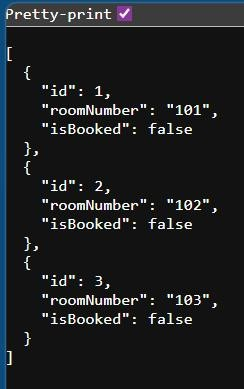 Pretty-print
[
  {
    "id": 1,
    "roomNumber": "101",
    "isBooked": false
  },
  {
    "id": 2,
    "roomNumber": "102",
    "isBooked": false
  },
  {
    "id": 3,
    "roomNumber": "103",
    "isBooked": false
  }
]